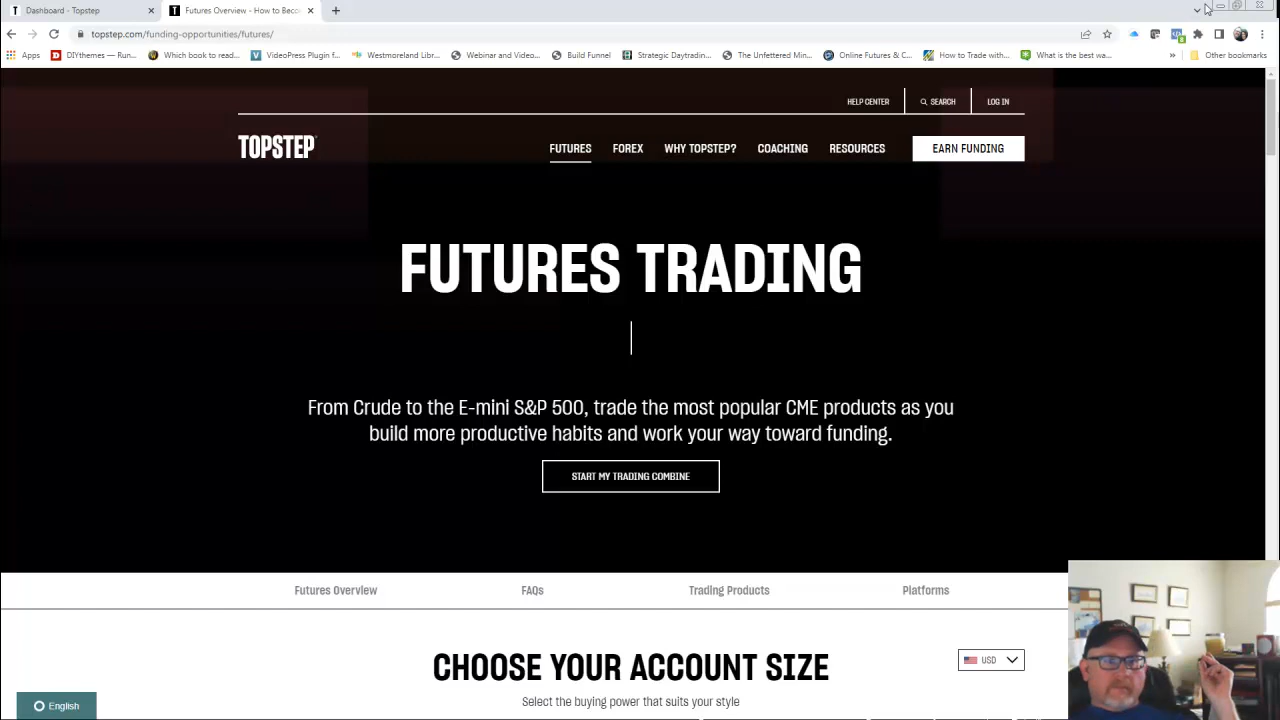 Dashboard - Topstep
Futures Overview - How to Beco
topstep.com/funding-opportunities/futures/
Apps
DIYthemes — Run...
Which book to read...
VideoPress Plugin f...
Westmoreland Libr...
Webinar and Video...
Build Funnel
Strategic Daytradin...
The Unfettered Min...
Online Futures & C...
How to Trade with...
What is the best wa...
»
Other bookmarks
HELP CENTER
SEARCH
LOG IN
TOPSTEP
FUTURES
FOREX
WHY TOPSTEP?
COACHING
RESOURCES
EARN FUNDING
FUTURES TRADING
From Crude to the E-mini S&P 500, trade the most popular CME products as you
build more productive habits and work your way toward funding.
START MY TRADING COMBINE
Futures Overview
FAQs
Trading Products
Platforms
CHOOSE YOUR ACCOUNT SIZE
USD
Select the buying power that suits your style
English